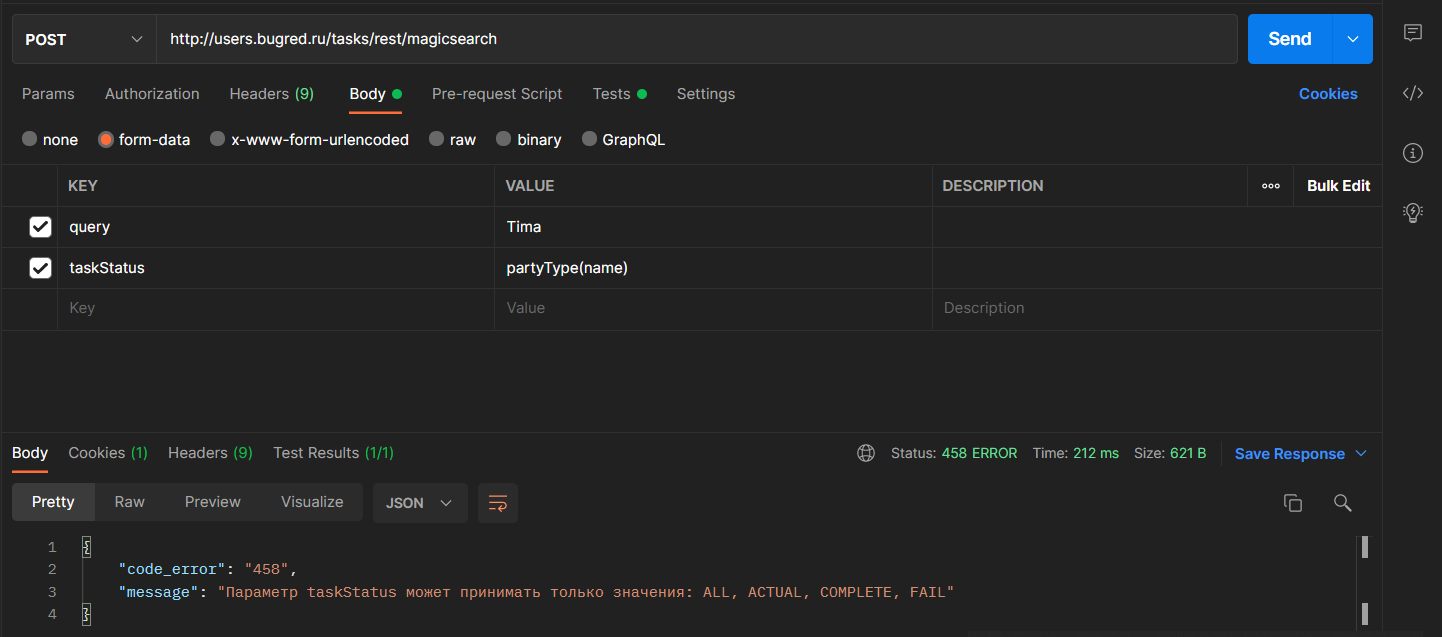 POST http://users.bugred.ru/tasks/rest/magicsearch Send
Params Authorization Headers (9) Body Pre-request Script Tests Settings Cookies
none form-data x-www-form-urlencoded raw binary GraphQL
KEY VALUE DESCRIPTION Bulk Edit
query Tima
taskStatus partyType(name)
Key Value Description
Body Cookies (1) Headers (9) Test Results (1/1) Status: 458 ERROR Time: 212 ms Size: 621 B Save Response
Pretty Raw Preview Visualize JSON
1 {
2 "code_error": "458",
3 "message": "Параметр taskStatus может принимать только значения: ALL, ACTUAL, COMPLETE, FAIL"
4 }